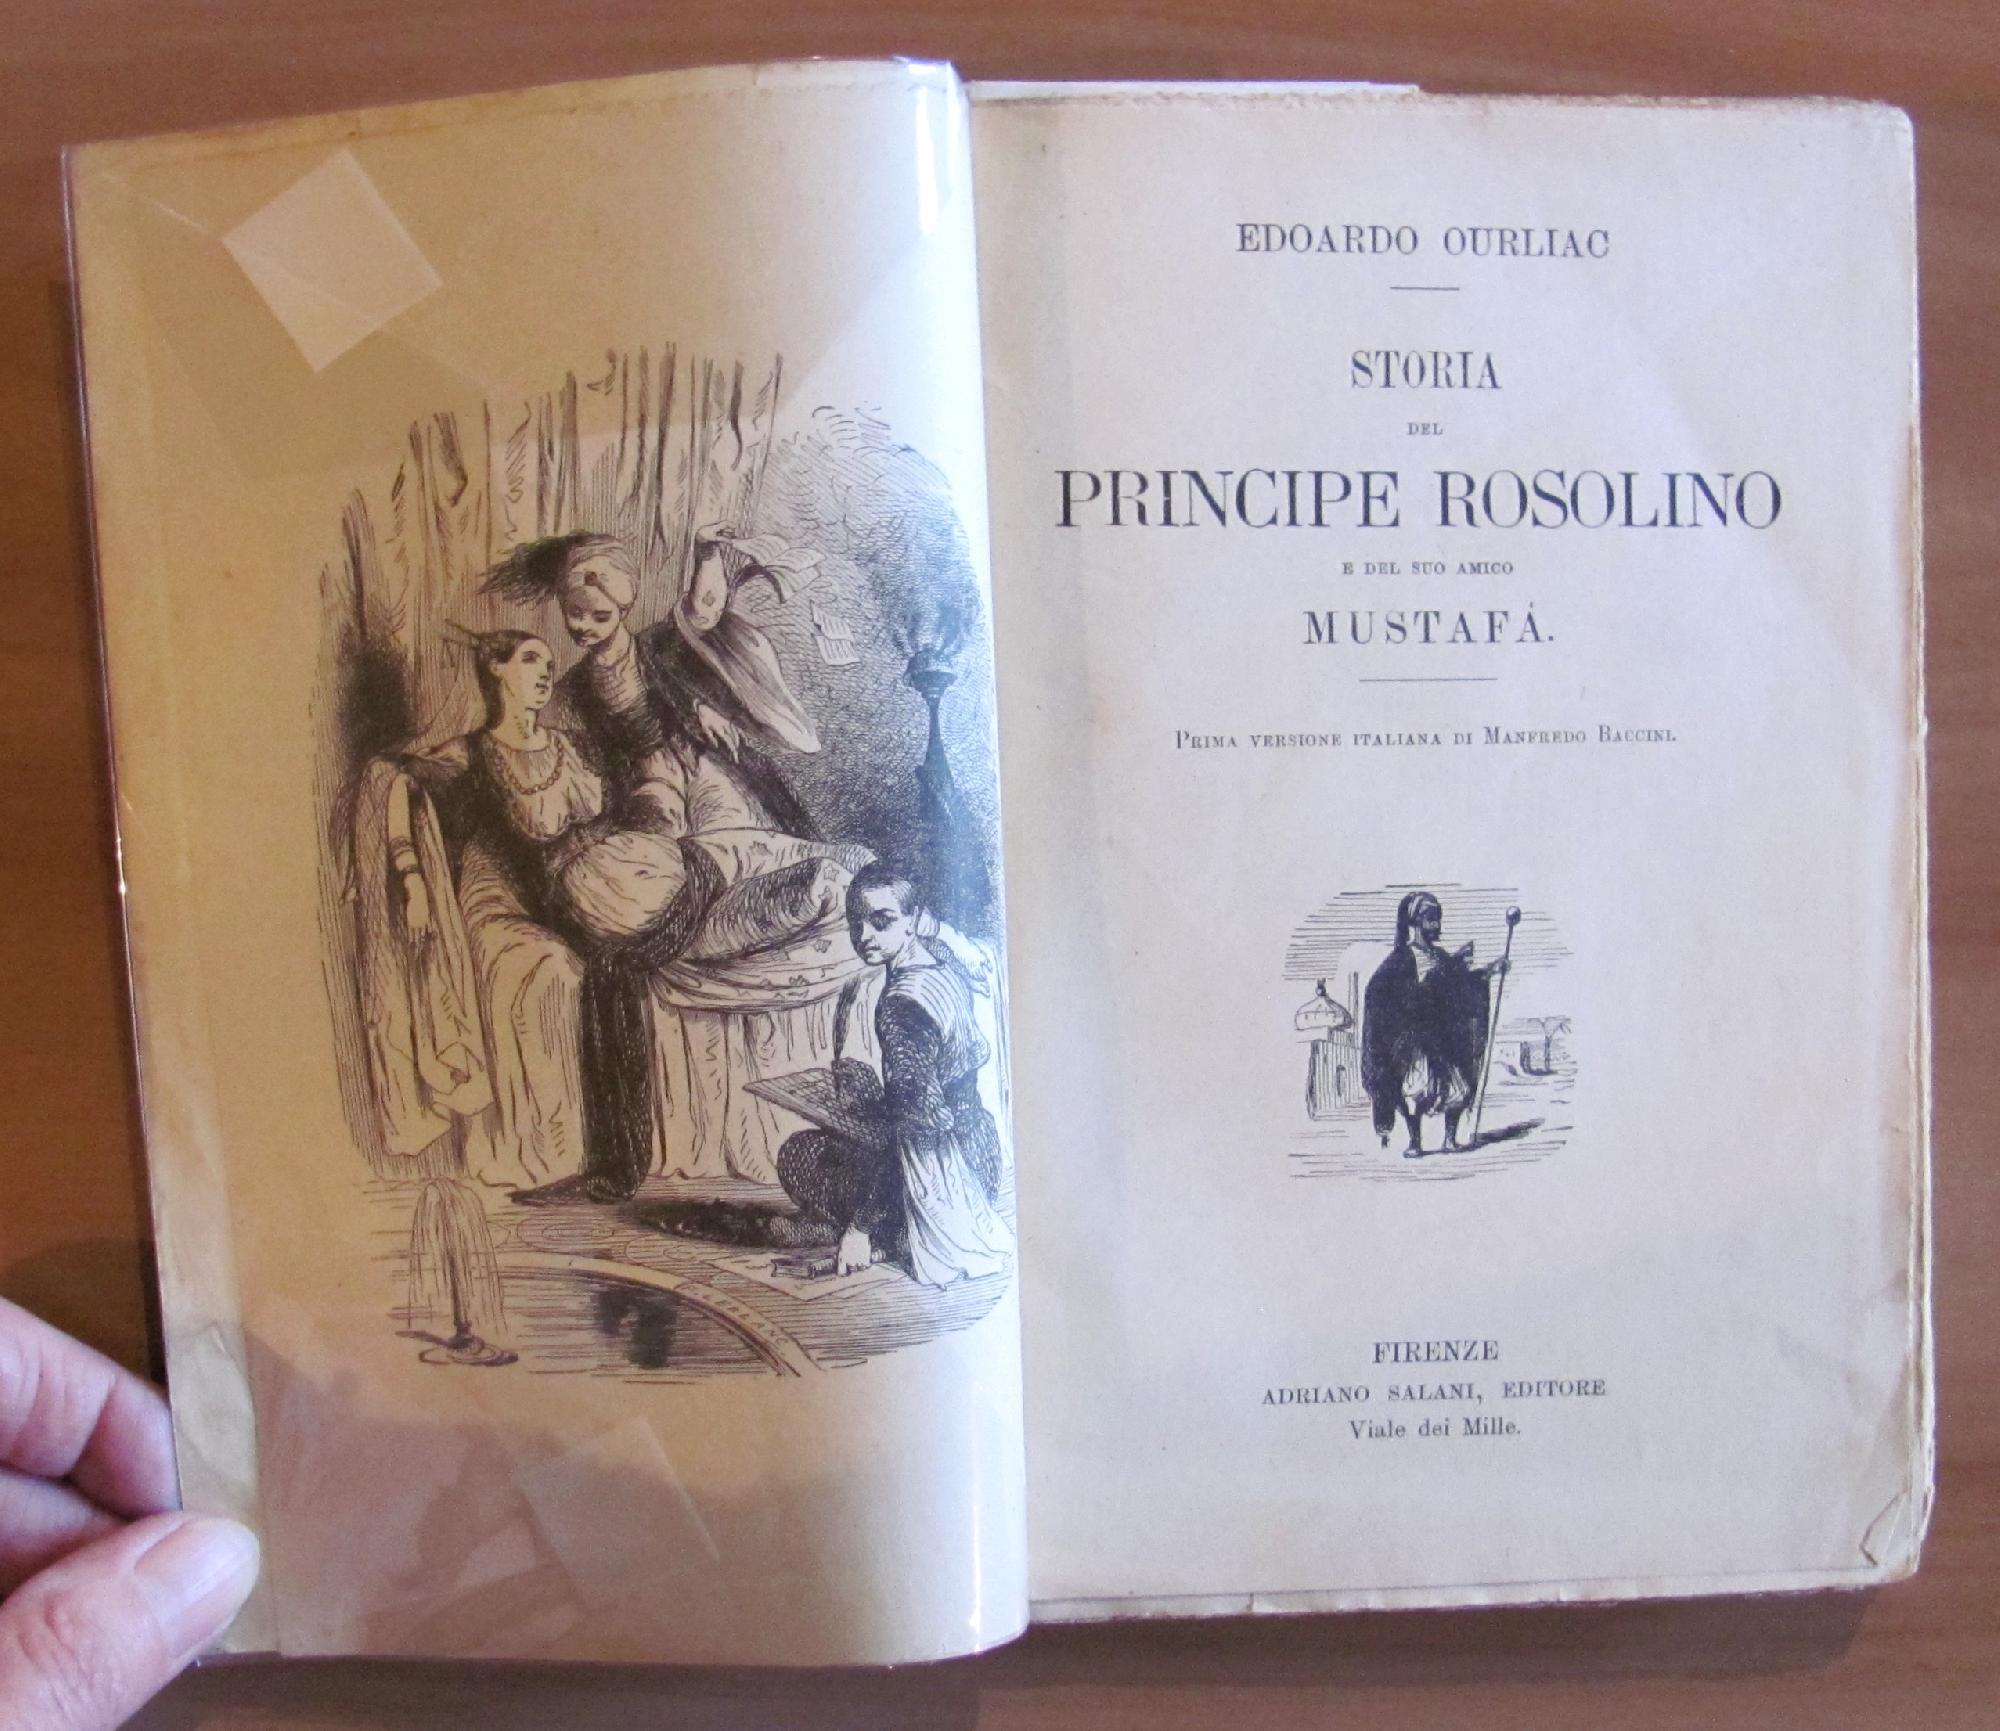 EDOARDO OURLIAC
STORIA
DEL
PRINCIPE ROSOLINO
E DEL SUO AMICO
MUSTAFÁ.
PRIMA VERSIONE ITALIANA DI MANFREDO BACCINI.
FIRENZE
ADRIANO SALANI, EDITORE
Viale dei Mille.